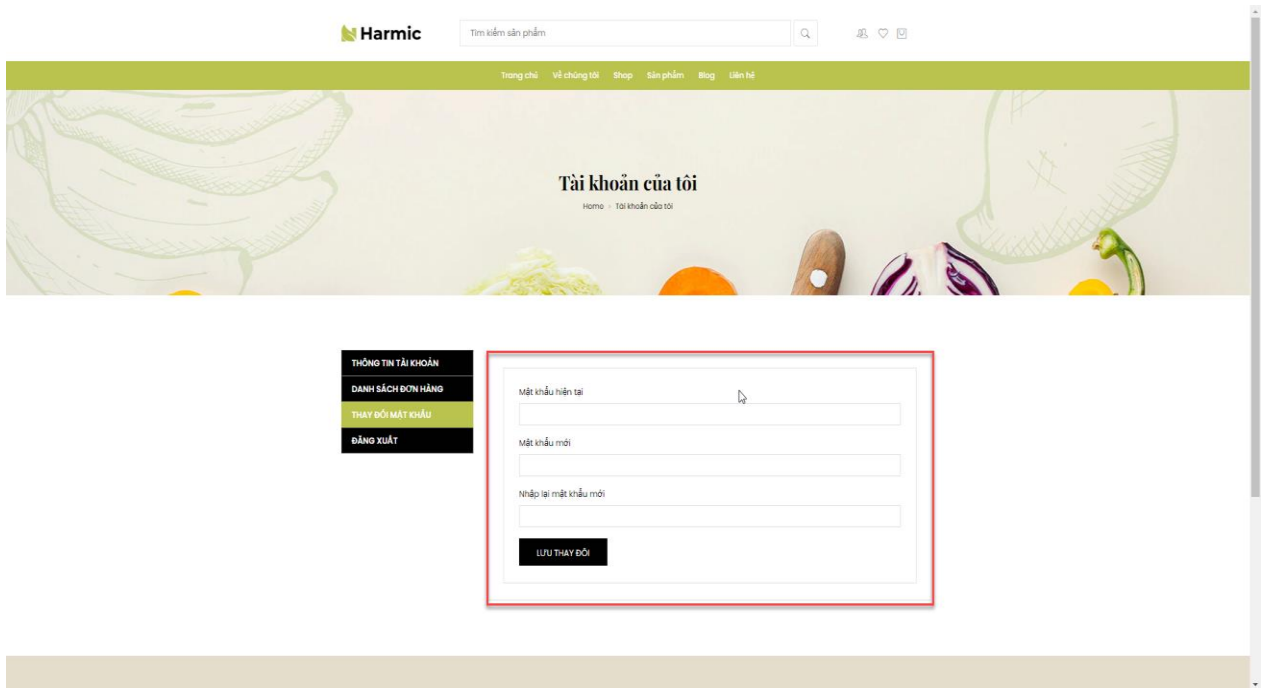 Harmic
Tìm kiếm sản phẩm
Trang chủ Về chúng tôi Shop Sản phẩm Blog Liên hệ
Tài khoản của tôi
Home Tài khoản của tôi
THÔNG TIN TÀI KHOẢN
DANH SÁCH ĐƠN HÀNG
THAY ĐỔI MẬT KHẨU
ĐĂNG XUẤT
Mật khẩu hiện tại
Mật khẩu mới
Nhập lại mật khẩu mới
LƯU THAY ĐỔI